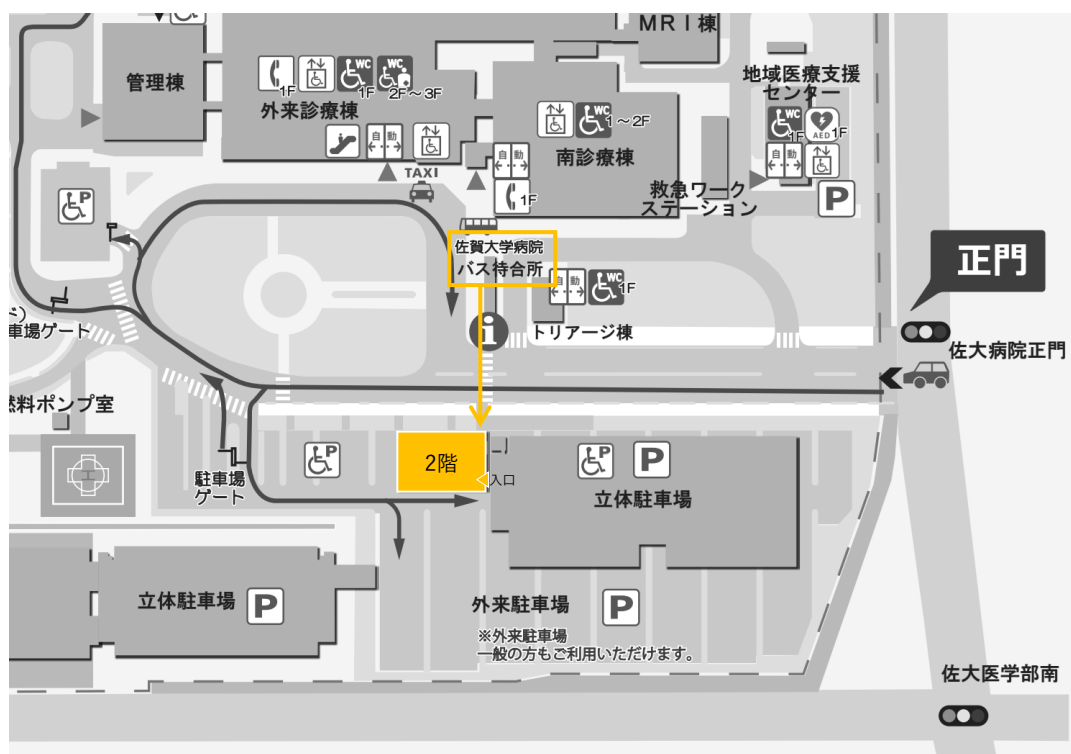 MRI棟
管理棟
WC
WC
1F
1F
2F～3F
外来診療棟
自 動
TAXI
WC
1～2F
南診療棟
自 動
1F
地域医療支援
センター
WC
1F
AED
1F
自 動
P
救急ワーク
ステーション
P
佐賀大学病院
バス待合所
自 動
WC
1F
i
トリアージ棟
正門
佐大病院正門
車場ゲート
料ポンプ室
P
2階
入口
P
P
立体駐車場
駐車場
ゲート
立体駐車場
P
外来駐車場
P
※外来駐車場
一般の方もご利用いただけます。
佐大医学部南